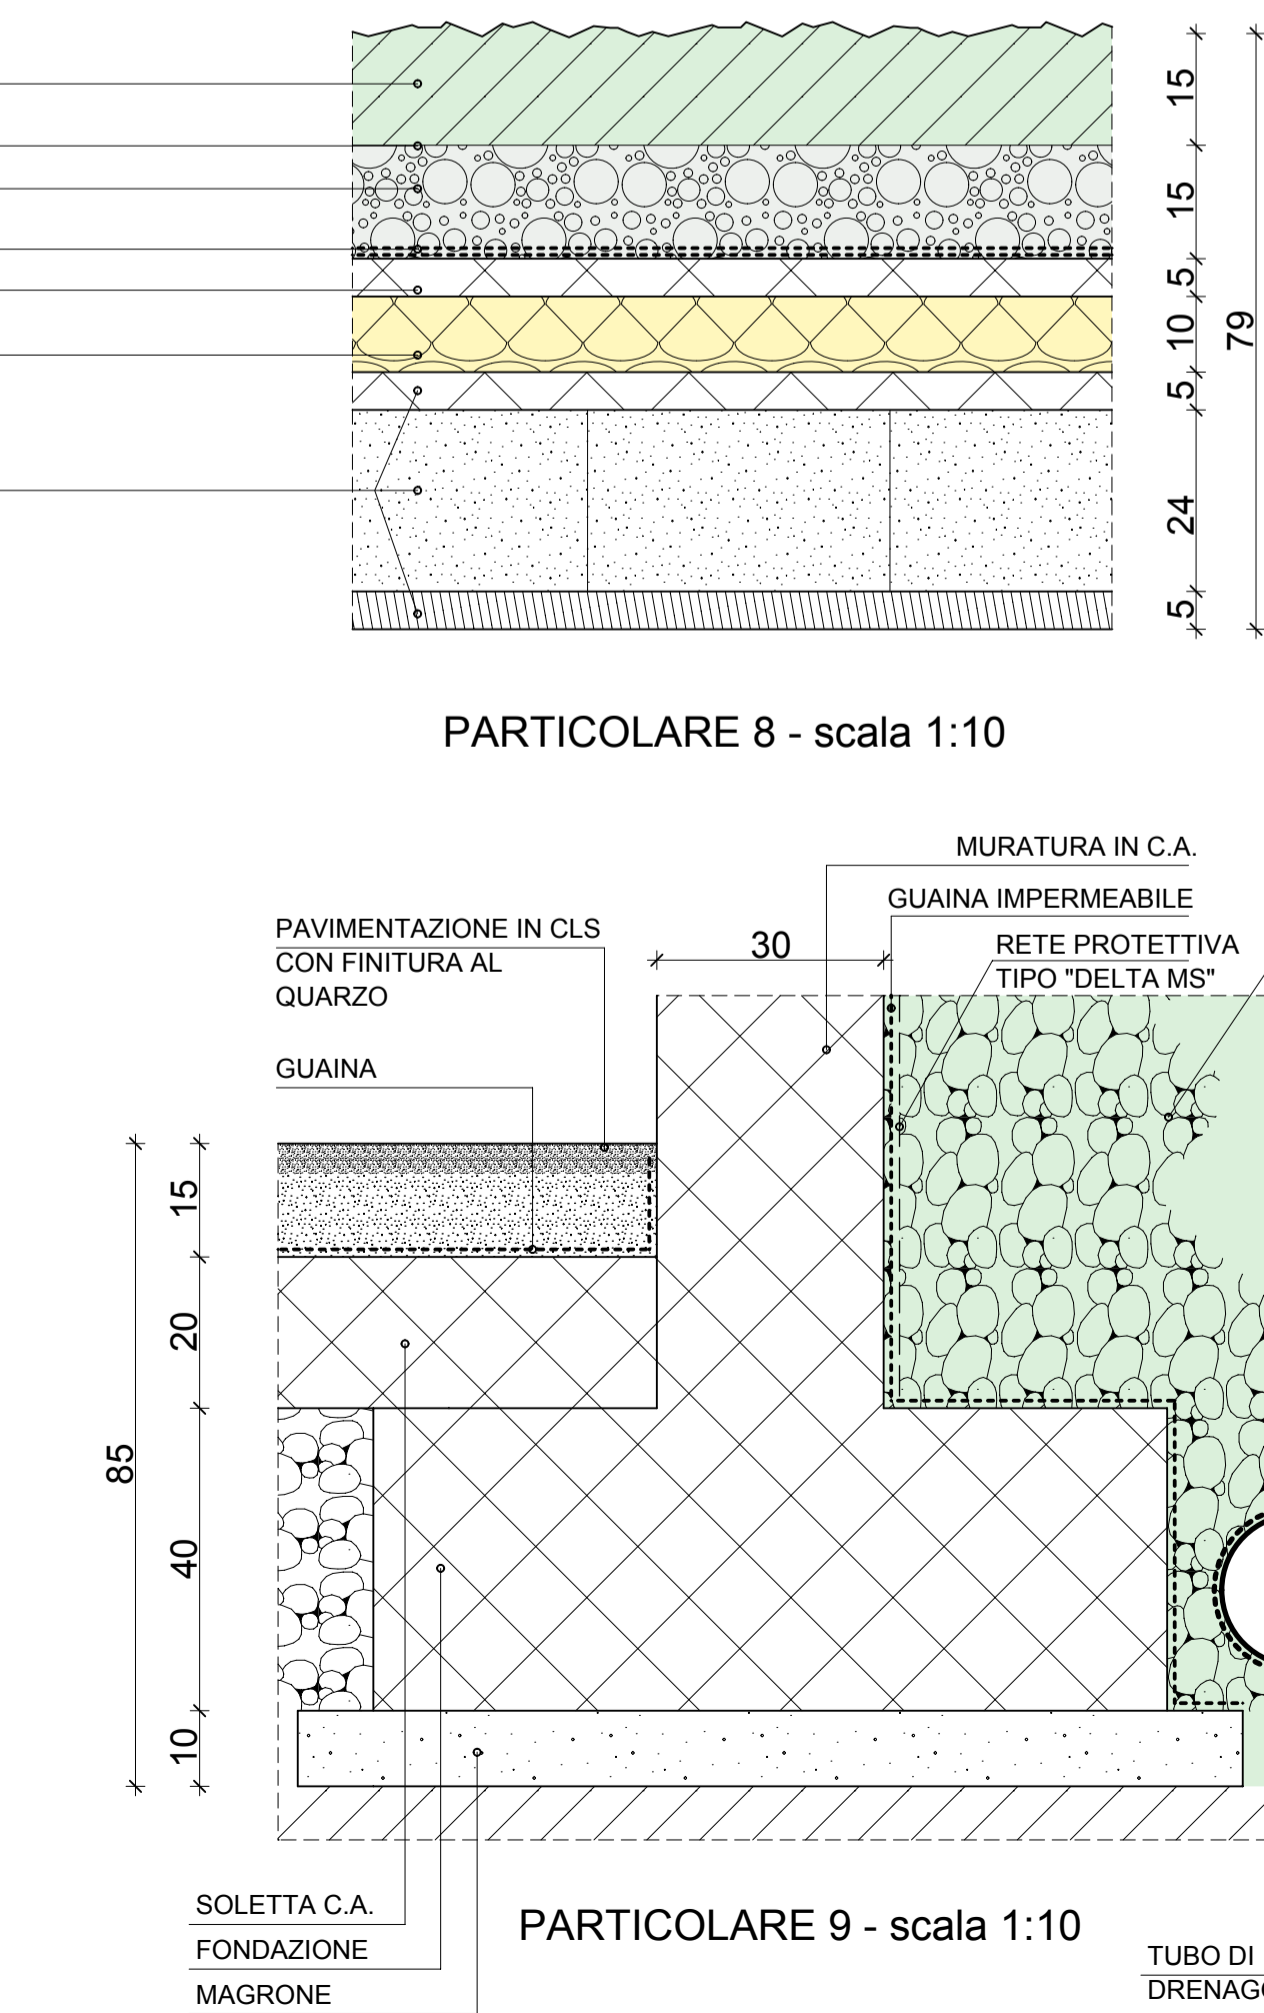 15
15
5
10
5
24
5
79
PARTICOLARE 8 - scala 1:10
MURATURA IN C.A.
GUAINA IMPERMEABILE
RETE PROTETTIVA
TIPO "DELTA MS"
PAVIMENTAZIONE IN CLS
CON FINITURA AL
QUARZO
30
GUAINA
15
20
40
10
85
SOLETTA C.A.
FONDAZIONE
MAGRONE
PARTICOLARE 9 - scala 1:10
TUBO DI